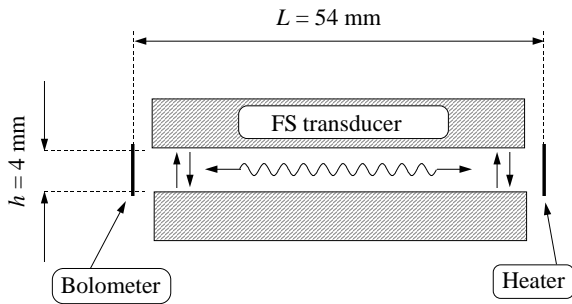 L = 54 mm
FS transducer
h = 4 mm
Bolometer
Heater